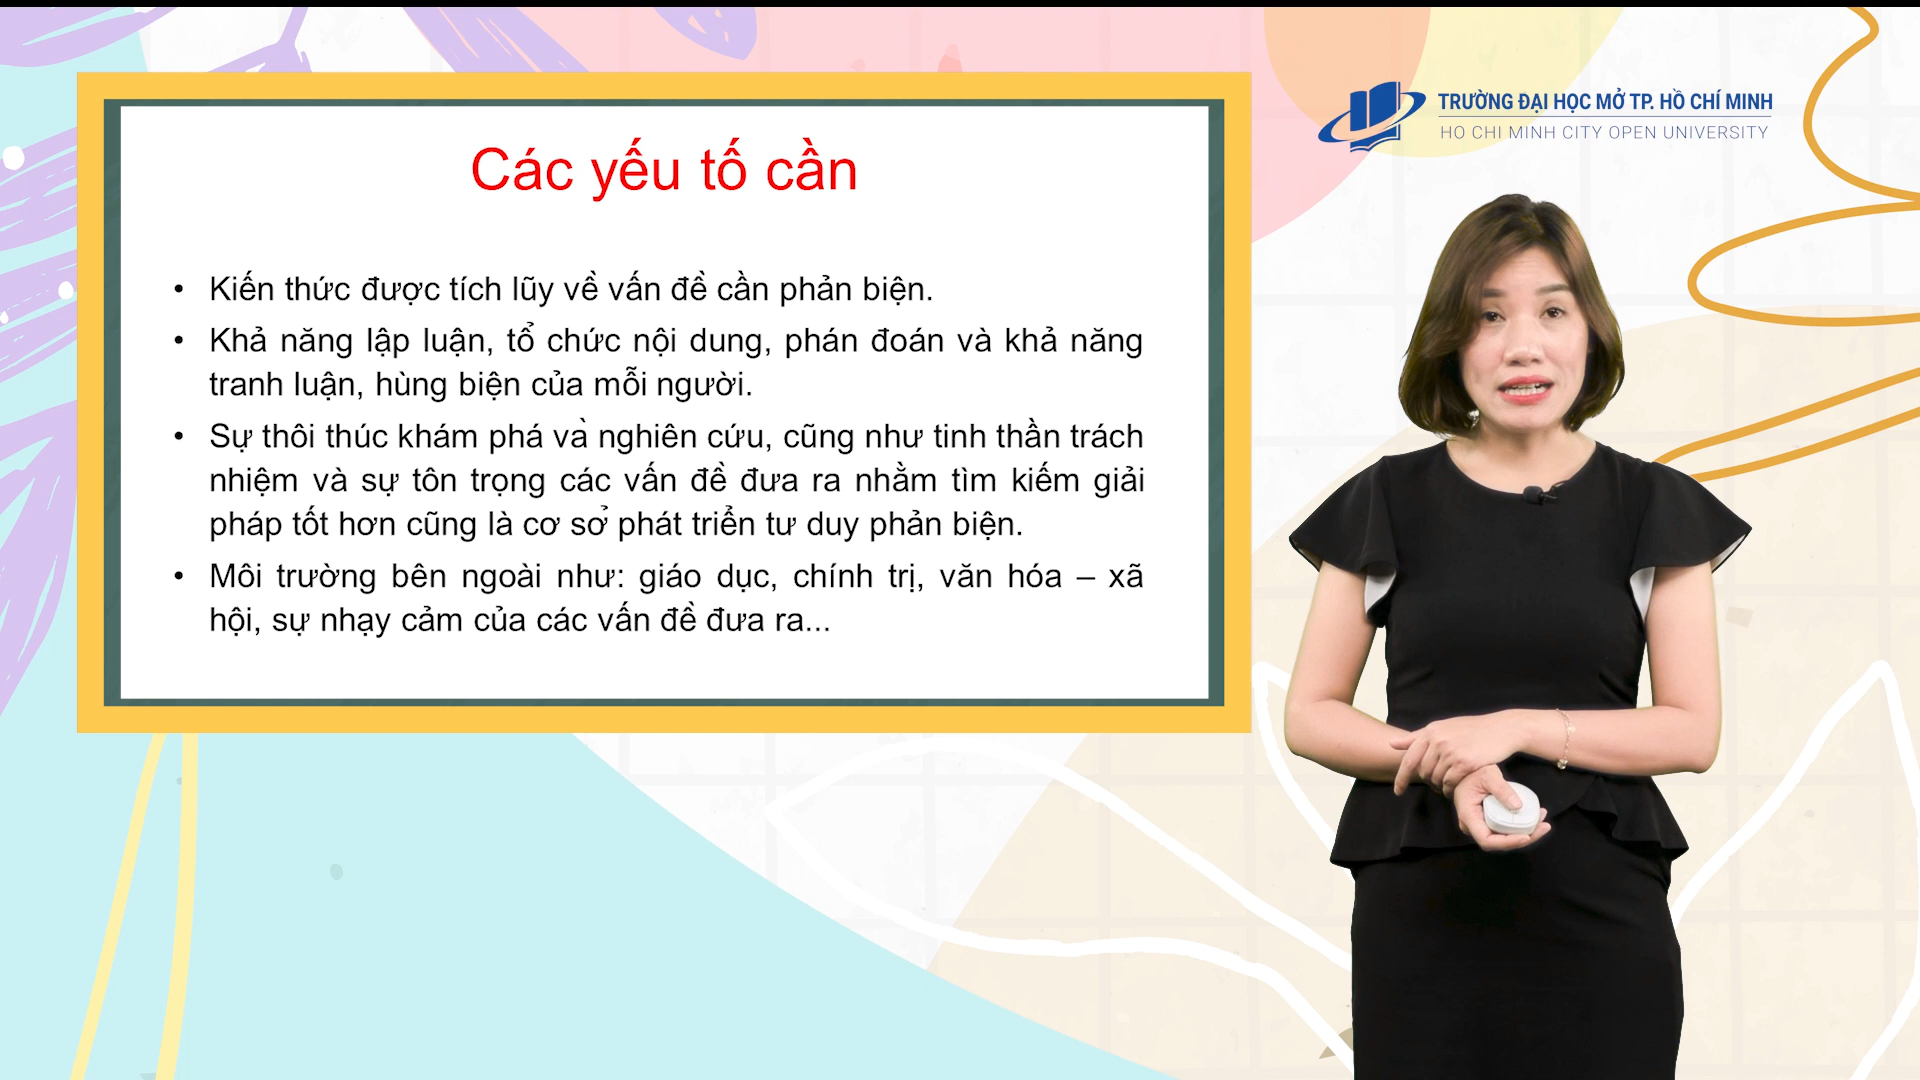 Các yếu tố cần
• Kiến thức được tích lũy về vấn đề cần phản biện.
• Khả năng lập luận, tổ chức nội dung, phán đoán và khả năng
tranh luận, hùng biện của mỗi người.
• Sự thôi thúc khám phá và nghiên cứu, cũng như tinh thần trách
nhiệm và sự tôn trọng các vấn đề đưa ra nhằm tìm kiếm giải
pháp tốt hơn cũng là cơ sở phát triển tư duy phản biện.
• Môi trường bên ngoài như: giáo dục, chính trị, văn hóa – xã
hội, sự nhạy cảm của các vấn đề đưa ra...
TRƯỜNG ĐẠI HỌC MỞ TP. HỒ CHÍ MINH
HO CHI MINH CITY OPEN UNIVERSITY